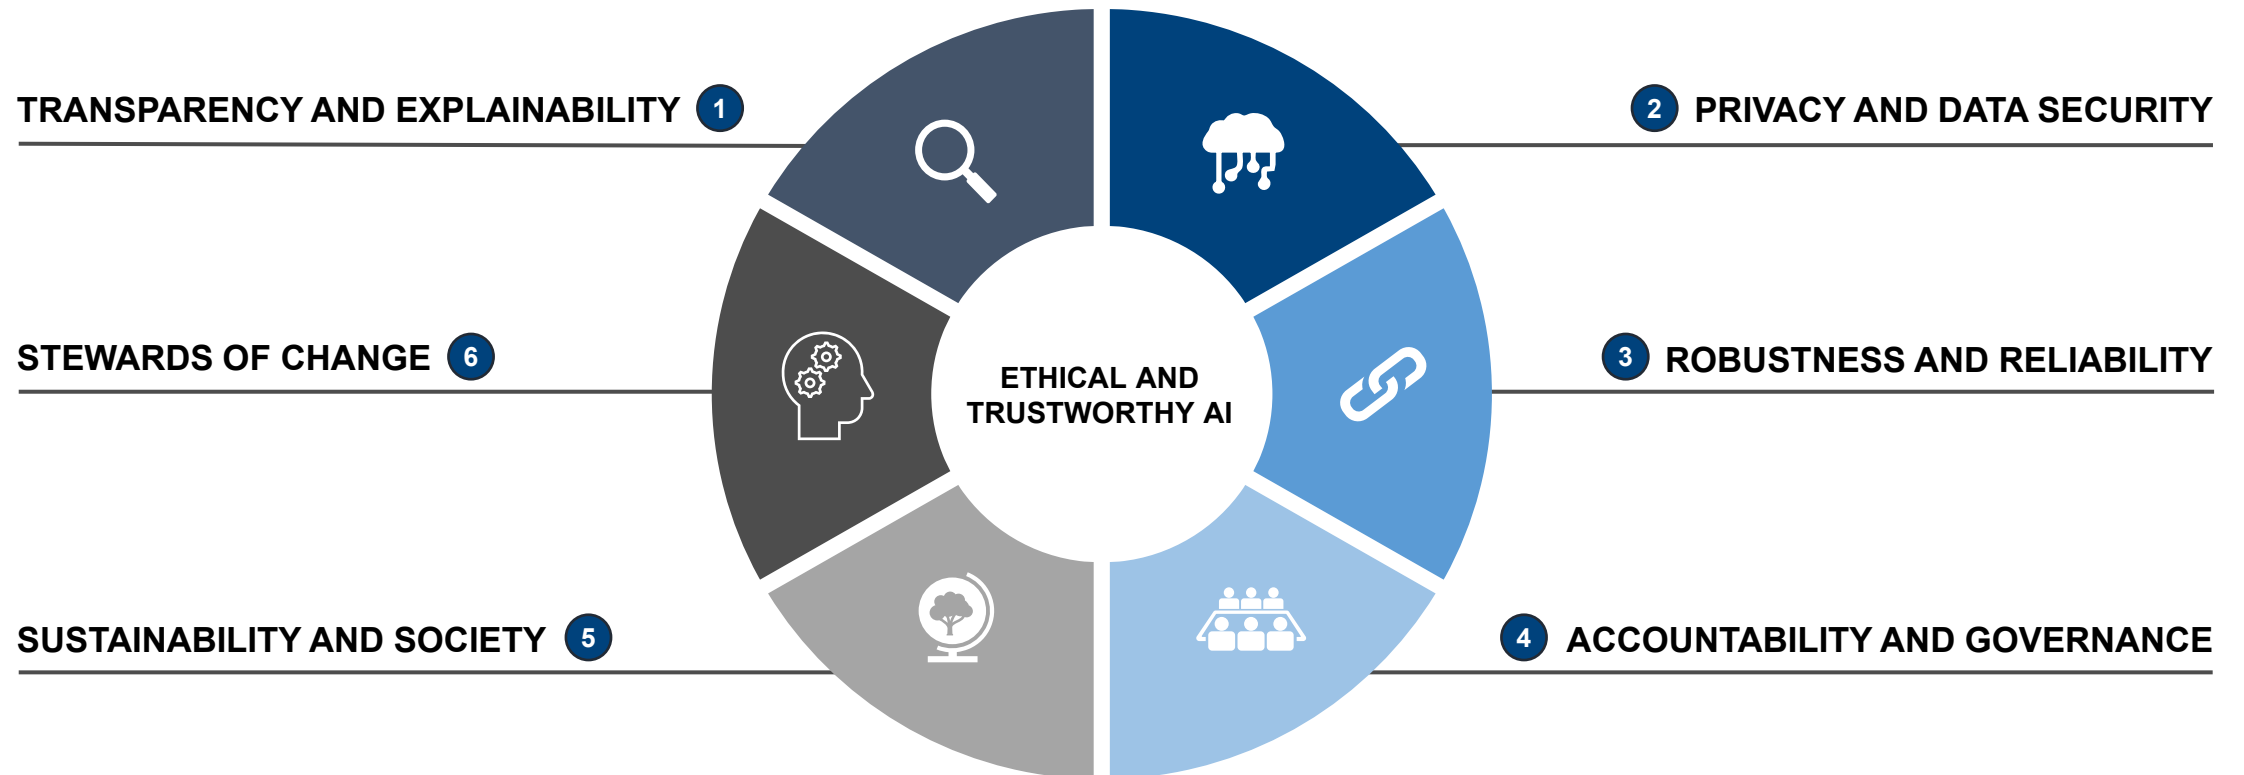 TRANSPARENCY AND EXPLAINABILITY 1
2 PRIVACY AND DATA SECURITY
STEWARDS OF CHANGE 6
3 ROBUSTNESS AND RELIABILITY
ETHICAL AND
TRUSTWORTHY AI
SUSTAINABILITY AND SOCIETY 5
4 ACCOUNTABILITY AND GOVERNANCE